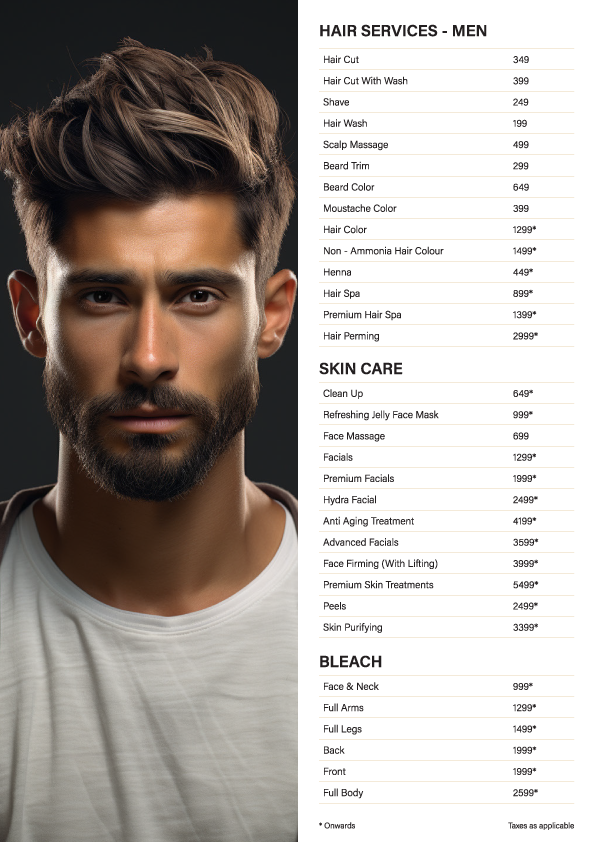 HAIR SERVICES - MEN
Hair Cut 349
Hair Cut With Wash 399
Shave 249
Hair Wash 199
Scalp Massage 499
Beard Trim 299
Beard Color 649
Moustache Color 399
Hair Color 1299*
Non - Ammonia Hair Colour 1499*
Henna 449*
Hair Spa 899*
Premium Hair Spa 1399*
Hair Perming 2999*
SKIN CARE
Clean Up 649*
Refreshing Jelly Face Mask 999*
Face Massage 699
Facials 1299*
Premium Facials 1999*
Hydra Facial 2499*
Anti Aging Treatment 4199*
Advanced Facials 3599*
Face Firming (With Lifting) 3999*
Premium Skin Treatments 5499*
Peels 2499*
Skin Purifying 3399*
BLEACH
Face & Neck 999*
Full Arms 1299*
Full Legs 1499*
Back 1999*
Front 1999*
Full Body 2599*
* Onwards Taxes as applicable